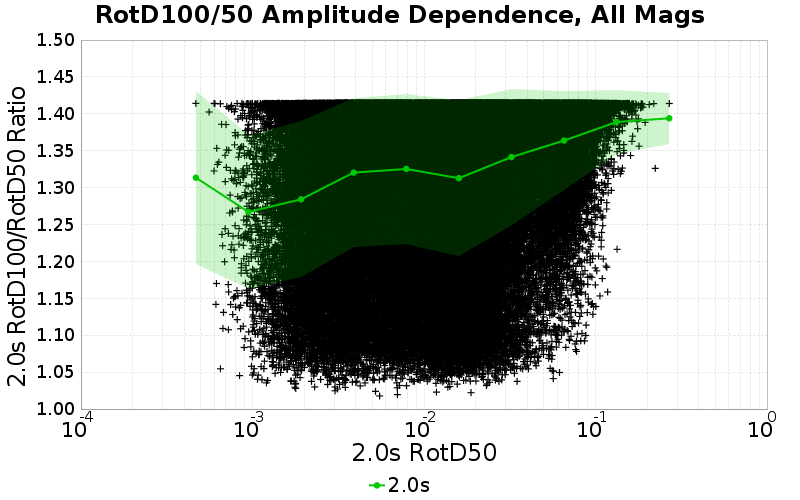 RotD100/50 Amplitude Dependence, All Mags
2.0s RotD100/RotD50 Ratio
1.50
1.45
1.40
1.35
1.30
1.25
1.20
1.15
1.10
1.05
1.00
10^-4 10^-3 10^-2 10^-1 10^0
2.0s RotD50
2.0s